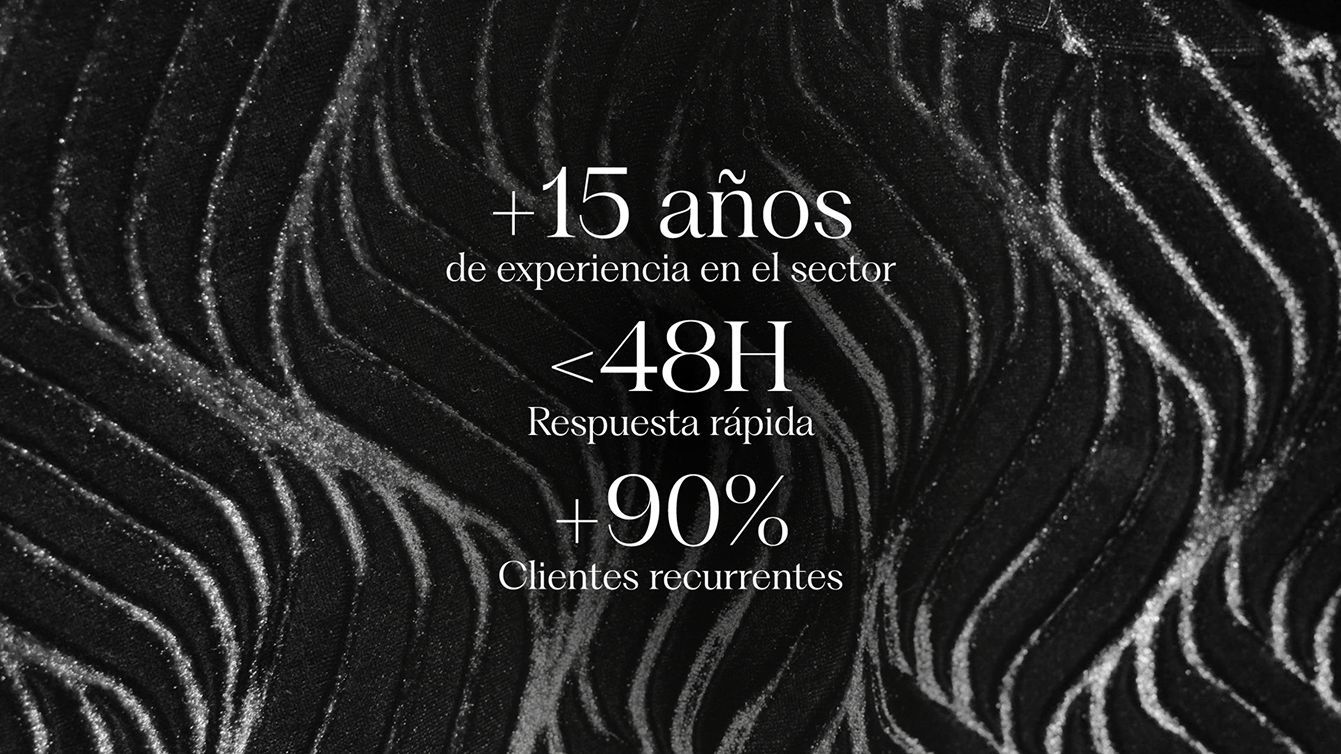 +15 años
de experiencia en el sector
<48H
Respuesta rápida
+90%
Clientes recurrentes